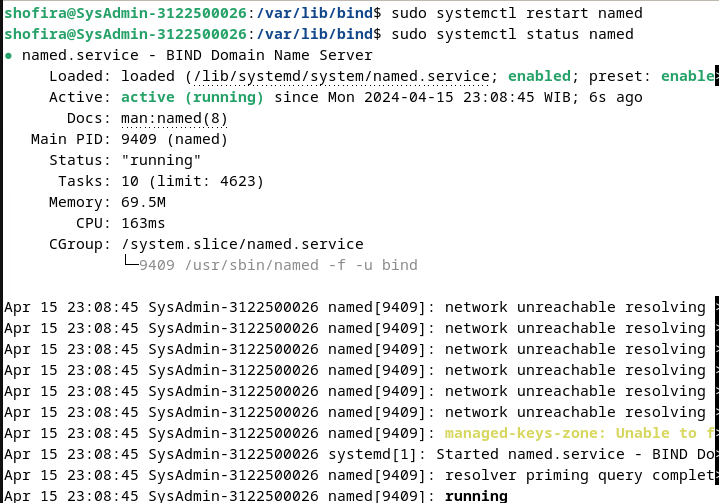 shofira@SysAdmin-3122500026:/var/lib/bind$ sudo systemctl restart named
shofira@SysAdmin-3122500026:/var/lib/bind$ sudo systemctl status named
● named.service - BIND Domain Name Server
     Loaded: loaded (/lib/systemd/system/named.service; enabled; preset: enable>
     Active: active (running) since Mon 2024-04-15 23:08:45 WIB; 6s ago
       Docs: man:named(8)
   Main PID: 9409 (named)
     Status: "running"
      Tasks: 10 (limit: 4623)
     Memory: 69.5M
        CPU: 163ms
     CGroup: /system.slice/named.service
             └─9409 /usr/sbin/named -f -u bind
Apr 15 23:08:45 SysAdmin-3122500026 named[9409]: network unreachable resolving >
Apr 15 23:08:45 SysAdmin-3122500026 named[9409]: network unreachable resolving >
Apr 15 23:08:45 SysAdmin-3122500026 named[9409]: network unreachable resolving >
Apr 15 23:08:45 SysAdmin-3122500026 named[9409]: network unreachable resolving >
Apr 15 23:08:45 SysAdmin-3122500026 named[9409]: network unreachable resolving >
Apr 15 23:08:45 SysAdmin-3122500026 named[9409]: network unreachable resolving >
Apr 15 23:08:45 SysAdmin-3122500026 named[9409]: managed-keys-zone: Unable to f>
Apr 15 23:08:45 SysAdmin-3122500026 systemd[1]: Started named.service - BIND Do>
Apr 15 23:08:45 SysAdmin-3122500026 named[9409]: resolver priming query complet>
Apr 15 23:08:45 SysAdmin-3122500026 named[9409]: running